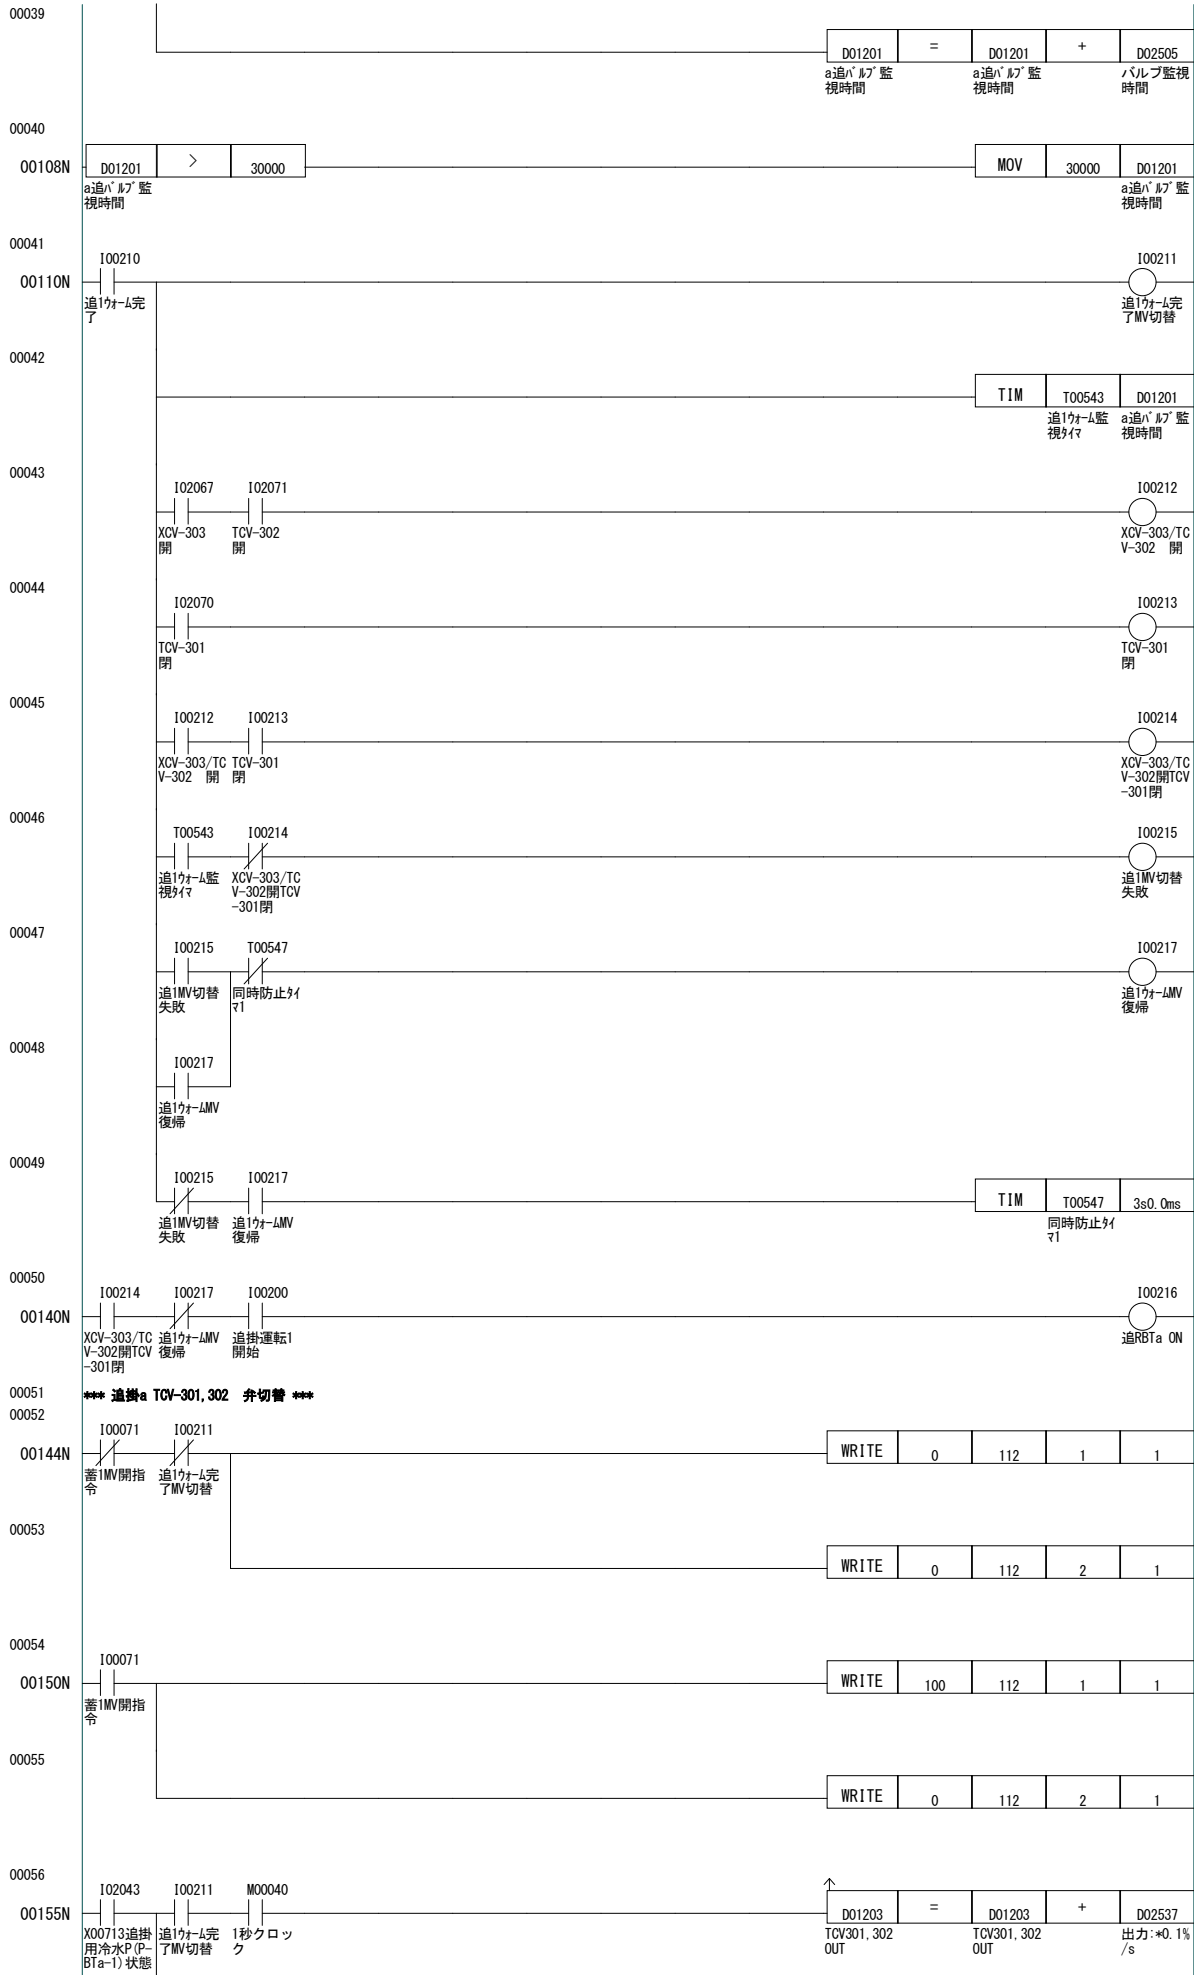 00039
D01201 = D01201 + D02505
a追ﾊﾞﾙﾌﾞ監 a追ﾊﾞﾙﾌﾞ監 バルブ監視
視時間 視時間 時間
00040
00108N D01201 > 30000 MOV 30000 D01201
a追ﾊﾞﾙﾌﾞ監 a追ﾊﾞﾙﾌﾞ監
視時間 視時間
00041
I00210 I00211
00110N
追1ｳｫｰﾑ完 追1ｳｫｰﾑ完
了 了MV切替
00042
TIM T00543 D01201
追1ｳｫｰﾑ監 a追ﾊﾞﾙﾌﾞ監
視ﾀｲﾏ 視時間
00043
I02067 I02071 I00212
XCV-303 TCV-302 XCV-303/TC
開 開 V-302 開
00044
I02070 I00213
TCV-301 TCV-301
閉 閉
00045
I00212 I00213 I00214
XCV-303/TC TCV-301 XCV-303/TC
V-302 開 閉 V-302開TCV
-301閉
00046
T00543 I00214 I00215
追1ｳｫｰﾑ監 XCV-303/TC 追1MV切替
視ﾀｲﾏ V-302開TCV 失敗
-301閉
00047
I00215 T00547 I00217
追1MV切替 同時防止ﾀｲ 追1ｳｫｰﾑMV
失敗 ﾏ1 復帰
00048
I00217
追1ｳｫｰﾑMV
復帰
00049
I00215 I00217 TIM T00547 3s0.0ms
追1MV切替 追1ｳｫｰﾑMV 同時防止ﾀｲ
失敗 復帰 ﾏ1
00050
I00214 I00217 I00200 I00216
00140N
XCV-303/TC 追1ｳｫｰﾑMV 追掛運転1 追RBTa ON
V-302開TCV 復帰 開始
-301閉
00051 *** 追掛a TCV-301,302 弁切替 ***
00052
I00071 I00211
00144N WRITE 0 112 1 1
蓄1MV開指 追1ｳｫｰﾑ完
令 了MV切替
00053
WRITE 0 112 2 1
00054
I00071
00150N WRITE 100 112 1 1
蓄1MV開指
令
00055
WRITE 0 112 2 1
00056
I02043 I00211 M00040
00155N D01203 = D01203 + D02537
X00713追掛 追1ｳｫｰﾑ完 1秒クロッ TCV301,302 TCV301,302 出力:*0.1%
用冷水P(P- 了MV切替 ク OUT OUT /s
BTa-1)状態